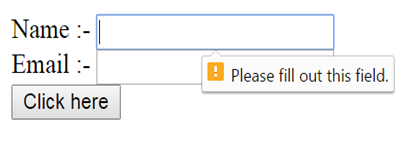 Name :-
Email :-
! Please fill out this field.
Click here